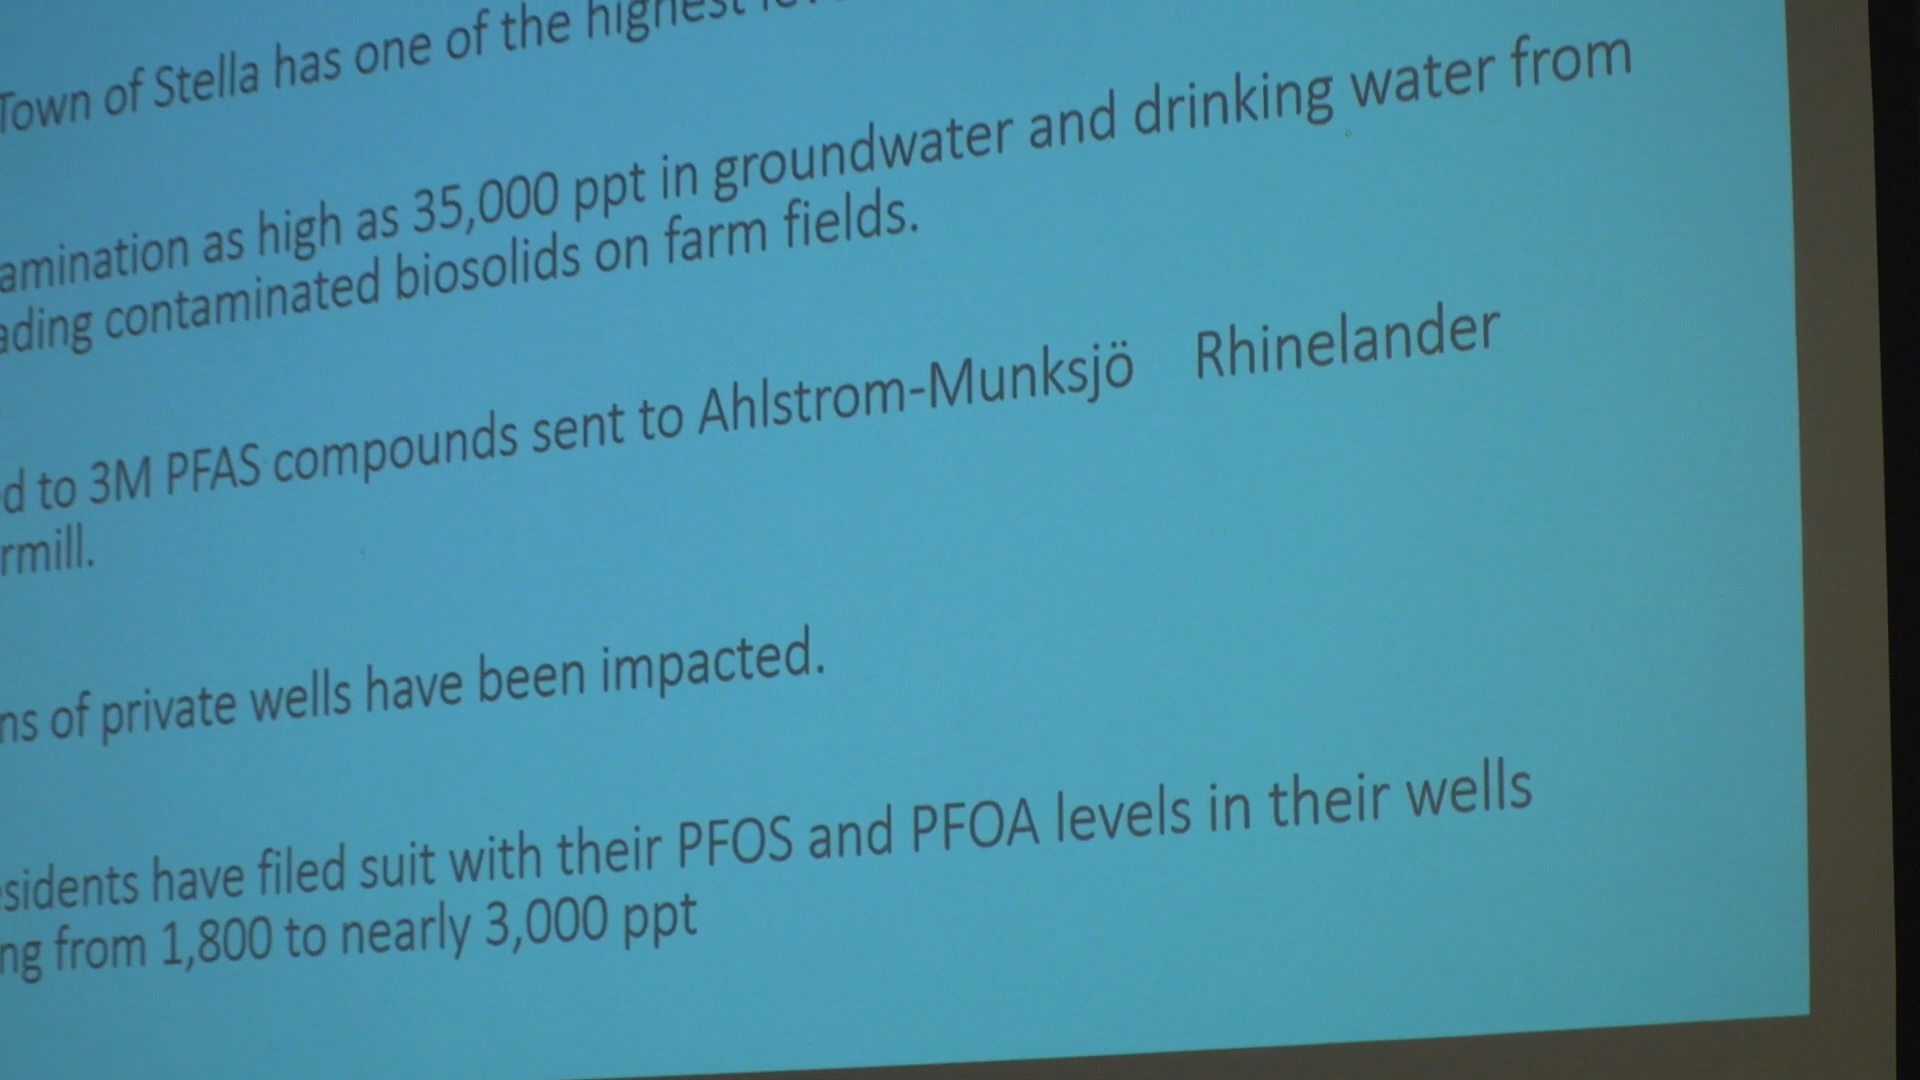 Town of Stella has one of the highest
amination as high as 35,000 ppt in groundwater and drinking water from
ading contaminated biosolids on farm fields.
d to 3M PFAS compounds sent to Ahlstrom-Munksjö Rhinelander
rmill.
ns of private wells have been impacted.
sidents have filed suit with their PFOS and PFOA levels in their wells
ng from 1,800 to nearly 3,000 ppt